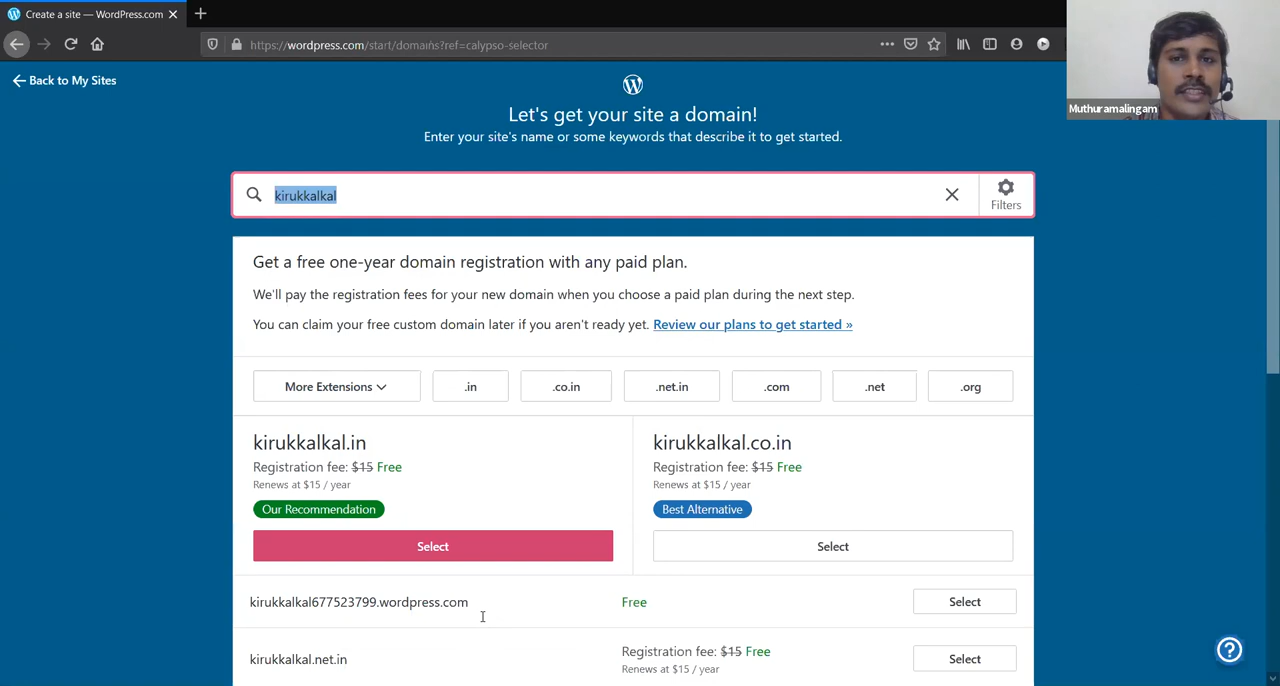 Create a site — WordPress.com
https://wordpress.com/start/domains?ref=calypso-selector
Muthuramalingam
Back to My Sites
Let's get your site a domain!
Enter your site's name or some keywords that describe it to get started.
kirukkalkal
Filters
Get a free one-year domain registration with any paid plan.
We'll pay the registration fees for your new domain when you choose a paid plan during the next step.
You can claim your free custom domain later if you aren't ready yet. Review our plans to get started »
More Extensions .in .co.in .net.in .com .net .org
kirukkalkal.in
Registration fee: $15 Free
Renews at $15 / year
Our Recommendation
Select
kirukkalkal.co.in
Registration fee: $15 Free
Renews at $15 / year
Best Alternative
Select
kirukkalkal677523799.wordpress.com Free Select
kirukkalkal.net.in
Registration fee: $15 Free
Renews at $15 / year
Select